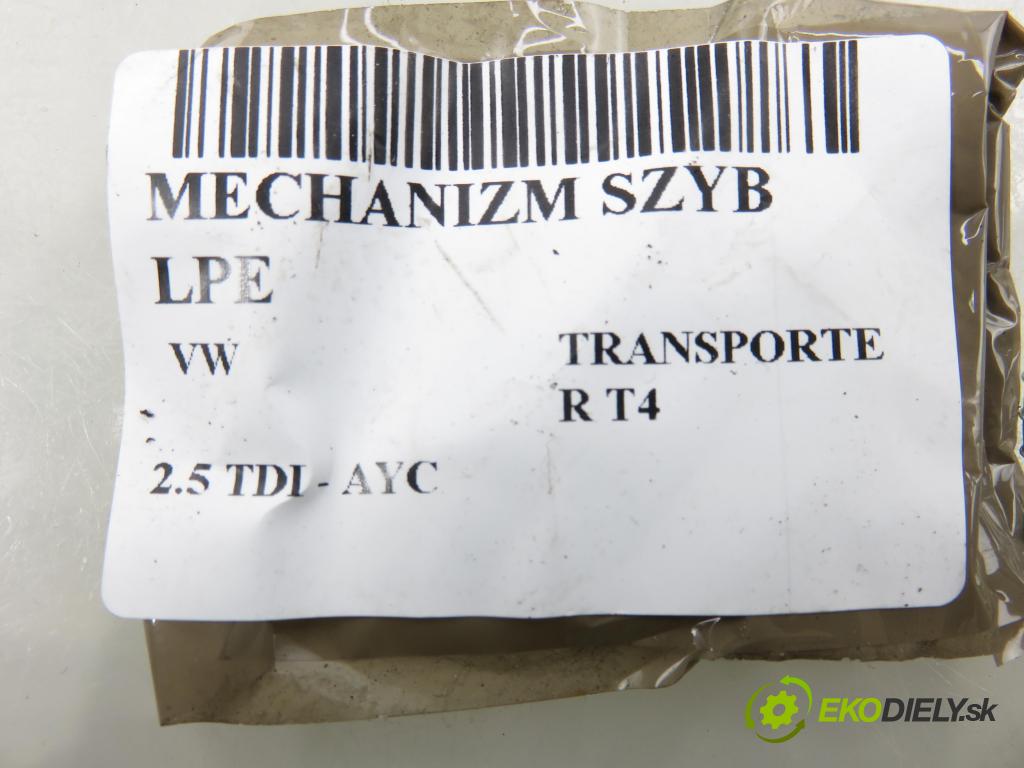 MECHANIZM SZYB
LPE
VW TRANSPORTE
R T4
2.5 TDI - AYC
EKODIELY.sk